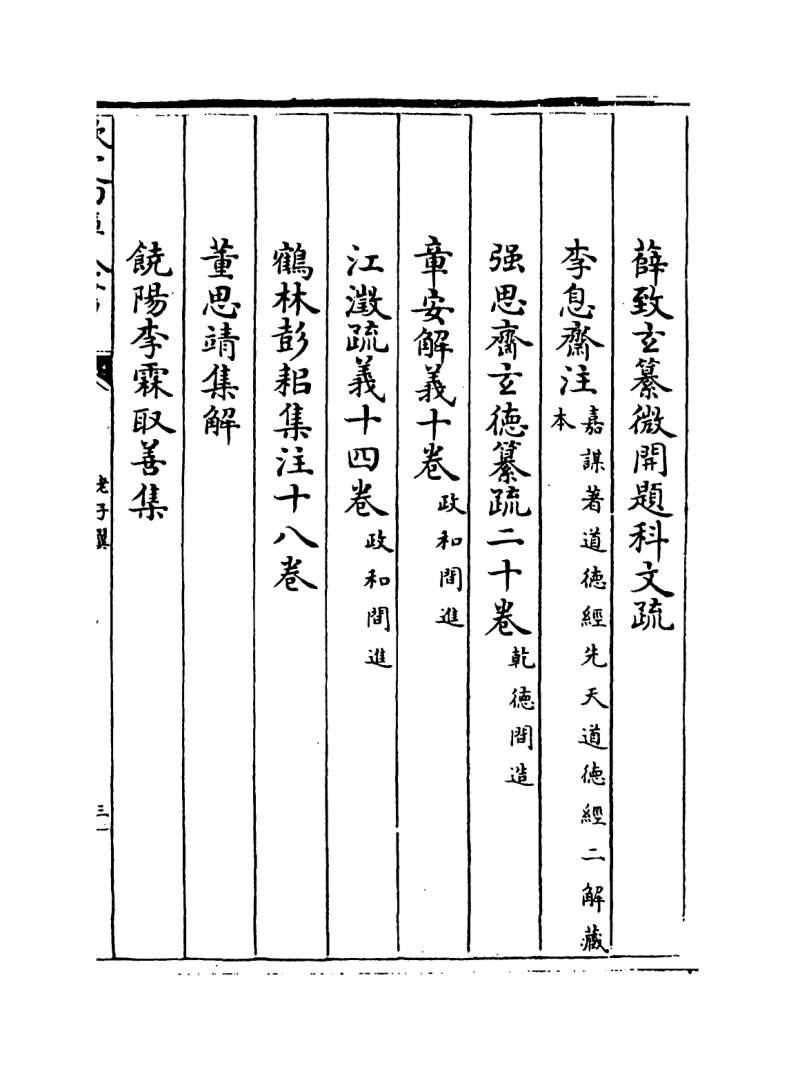 薛致玄纂微開題科文疏
李息齋注嘉謀著道德經先天道德經二解藏本
强思齋玄德纂疏二十卷乾德間造
章安解義十卷政和間進
江澂疏義十四卷政和間進
鶴林彭耜集注十八卷
董思靖集解
饒陽李霖取善集
老子翼